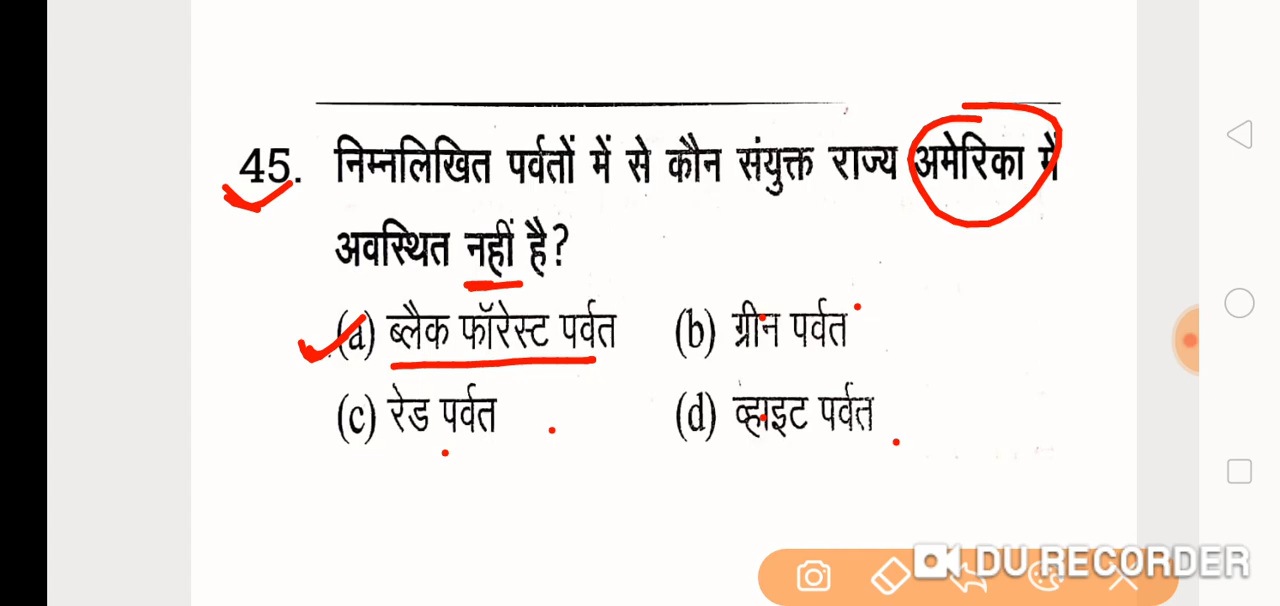 45. निम्नलिखित पर्वतों में से कौन संयुक्त राज्य अमेरिका में
अवस्थित नहीं है?
(a) ब्लैक फॉरेस्ट पर्वत (b) ग्रीन पर्वत
(c) रेड पर्वत (d) व्हाइट पर्वत
DU RECORDER